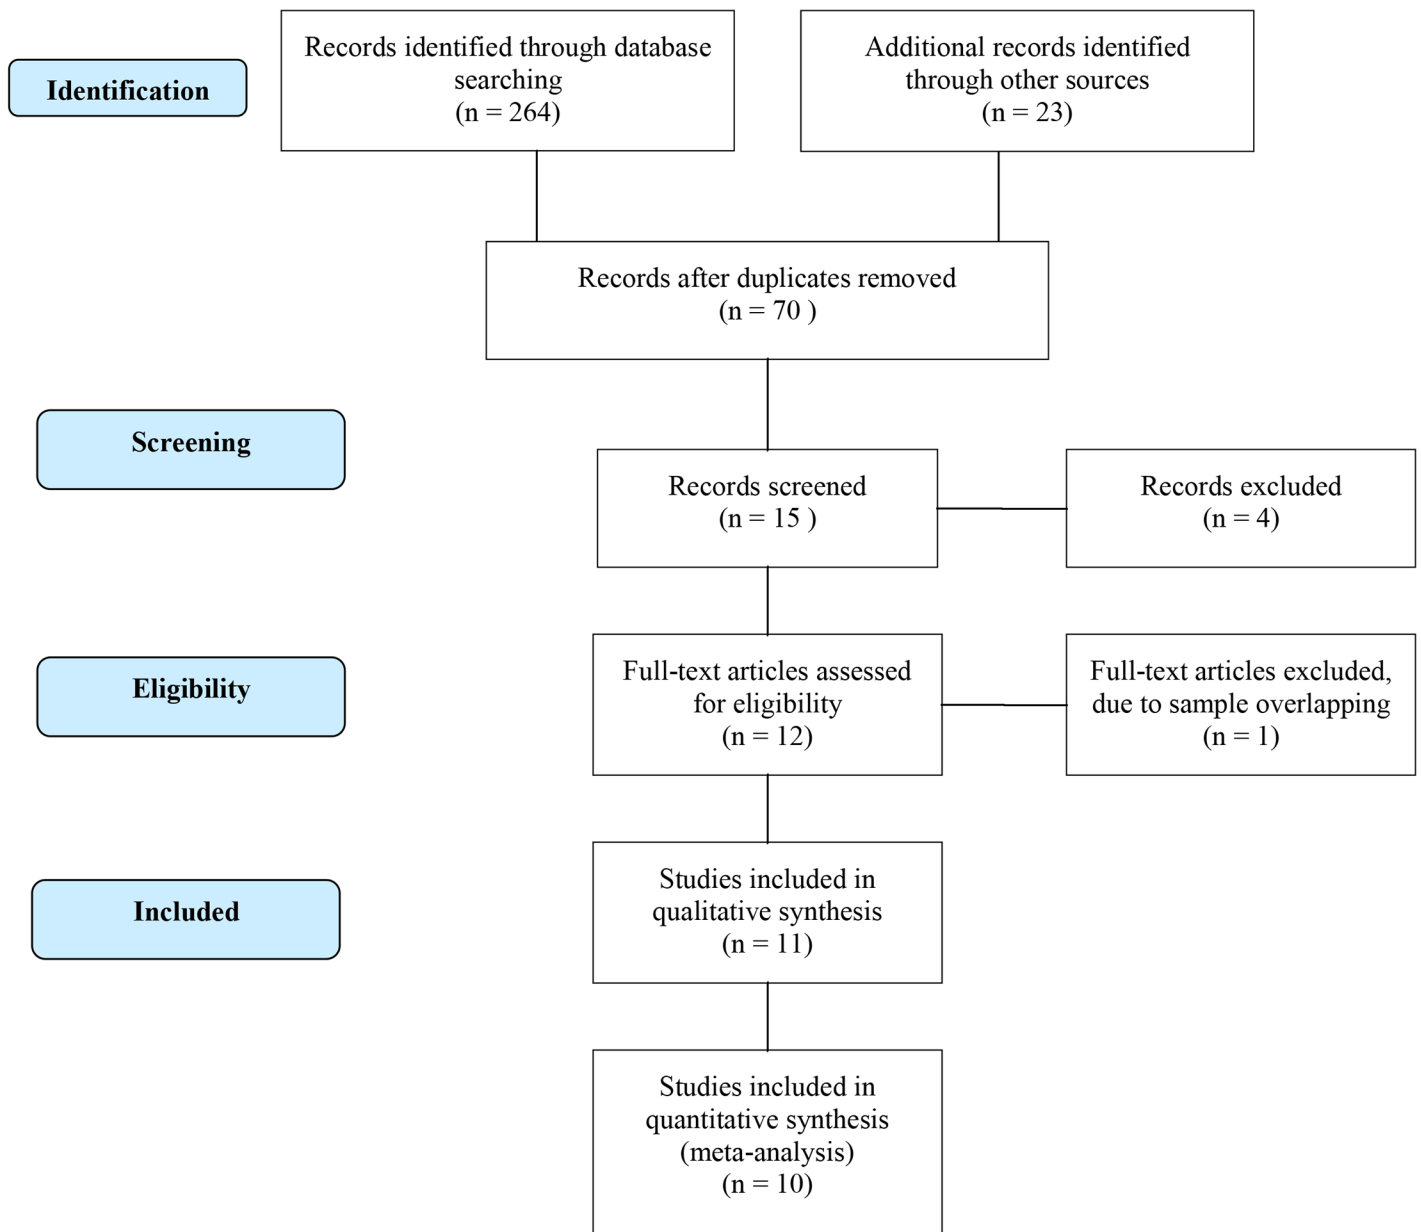 Identification
Records identified through database
searching
(n = 264)
Additional records identified
through other sources
(n = 23)
Records after duplicates removed
(n = 70 )
Screening
Records screened
(n = 15 )
Records excluded
(n = 4)
Eligibility
Full-text articles assessed
for eligibility
(n = 12)
Full-text articles excluded,
due to sample overlapping
(n = 1)
Included
Studies included in
qualitative synthesis
(n = 11)
Studies included in
quantitative synthesis
(meta-analysis)
(n = 10)